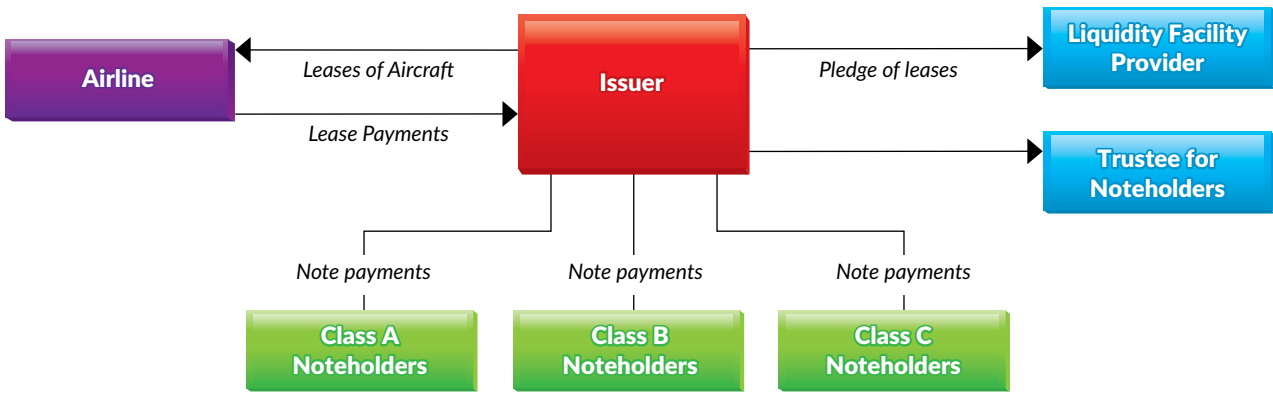 Airline
Leases of Aircraft
Lease Payments
Issuer
Pledge of leases
Liquidity Facility
Provider
Trustee for
Noteholders
Note payments
Note payments
Note payments
Class A
Noteholders
Class B
Noteholders
Class C
Noteholders